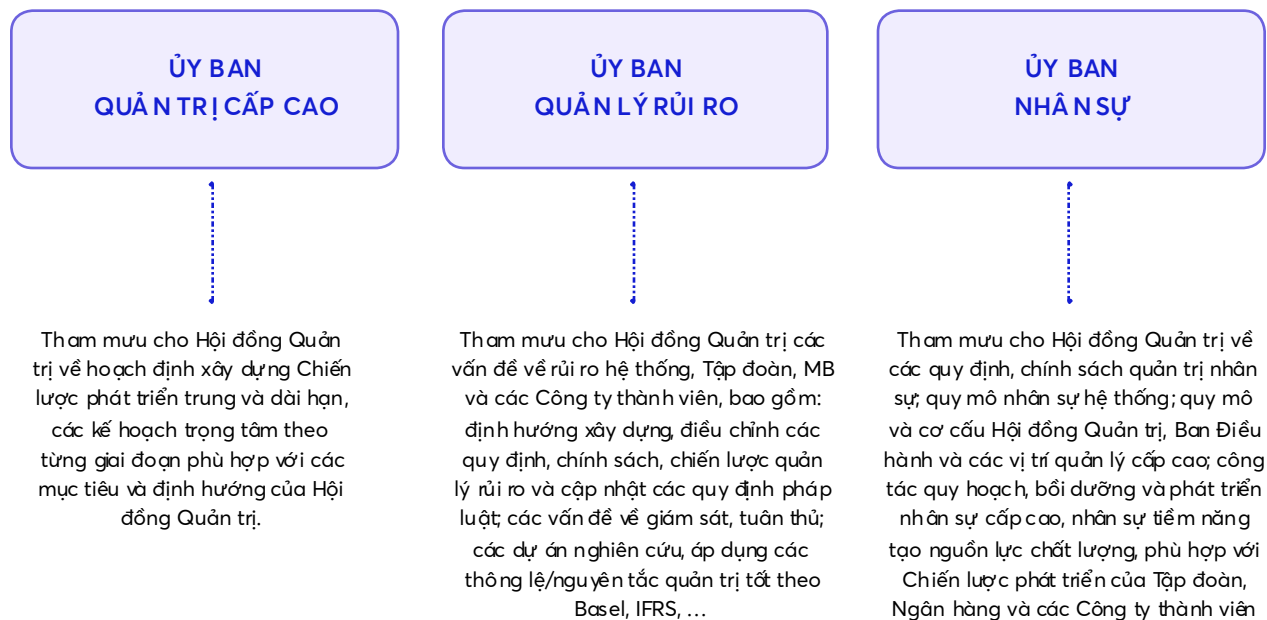 ỦY BAN
QUẢN TRỊ CẤP CAO
Tham mưu cho Hội đồng Quản
trị về hoạch định xây dựng Chiến
lược phát triển trung và dài hạn,
các kế hoạch trọng tâm theo
từng giai đoạn phù hợp với các
mục tiêu và định hướng của Hội
đồng Quản trị.
ỦY BAN
QUẢN LÝ RỦI RO
Tham mưu cho Hội đồng Quản trị các
vấn đề về rủi ro hệ thống, Tập đoàn, MB
và các Công ty thành viên, bao gồm:
định hướng xây dựng, điều chỉnh các
quy định, chính sách, chiến lược quản
lý rủi ro và cập nhật các quy định pháp
luật; các vấn đề về giám sát, tuân thủ;
các dự án nghiên cứu, áp dụng các
thông lệ/nguyên tắc quản trị tốt theo
Basel, IFRS, …
ỦY BAN
NHÂN SỰ
Tham mưu cho Hội đồng Quản trị về
các quy định, chính sách quản trị nhân
sự; quy mô nhân sự hệ thống; quy mô
và cơ cấu Hội đồng Quản trị, Ban Điều
hành và các vị trí quản lý cấp cao; công
tác quy hoạch, bồi dưỡng và phát triển
nhân sự cấp cao, nhân sự tiềm năng
tạo nguồn lực chất lượng, phù hợp với
Chiến lược phát triển của Tập đoàn,
Ngân hàng và các Công ty thành viên